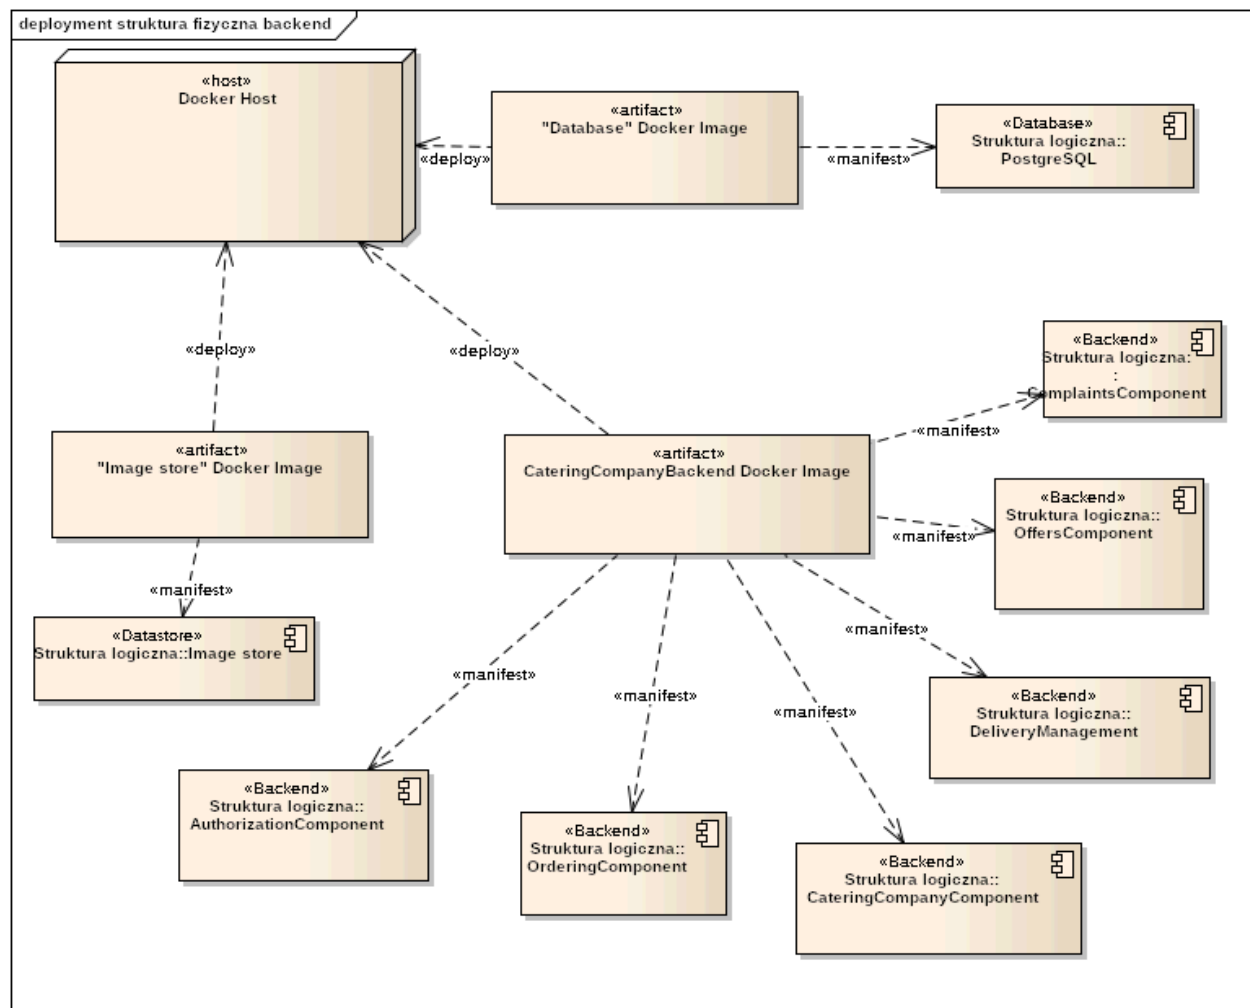 deployment struktura fizyczna backend
«host»
Docker Host
«artifact»
"Database" Docker Image
«Database»
Struktura logiczna::
PostgreSQL
«deploy»
«manifest»
«deploy»
«deploy»
«Backend»
Struktura logiczna:
:
ComplaintsComponent
«manifest»
«artifact»
"Image store" Docker Image
«artifact»
CateringCompanyBackend Docker Image
«Backend»
Struktura logiczna::
OffersComponent
«manifest»
«manifest»
«Datastore»
Struktura logiczna::Image store
«manifest»
«manifest»
«manifest»
«manifest»
«Backend»
Struktura logiczna::
DeliveryManagement
«Backend»
Struktura logiczna::
AuthorizationComponent
«Backend»
Struktura logiczna::
OrderingComponent
«Backend»
Struktura logiczna::
CateringCompanyComponent